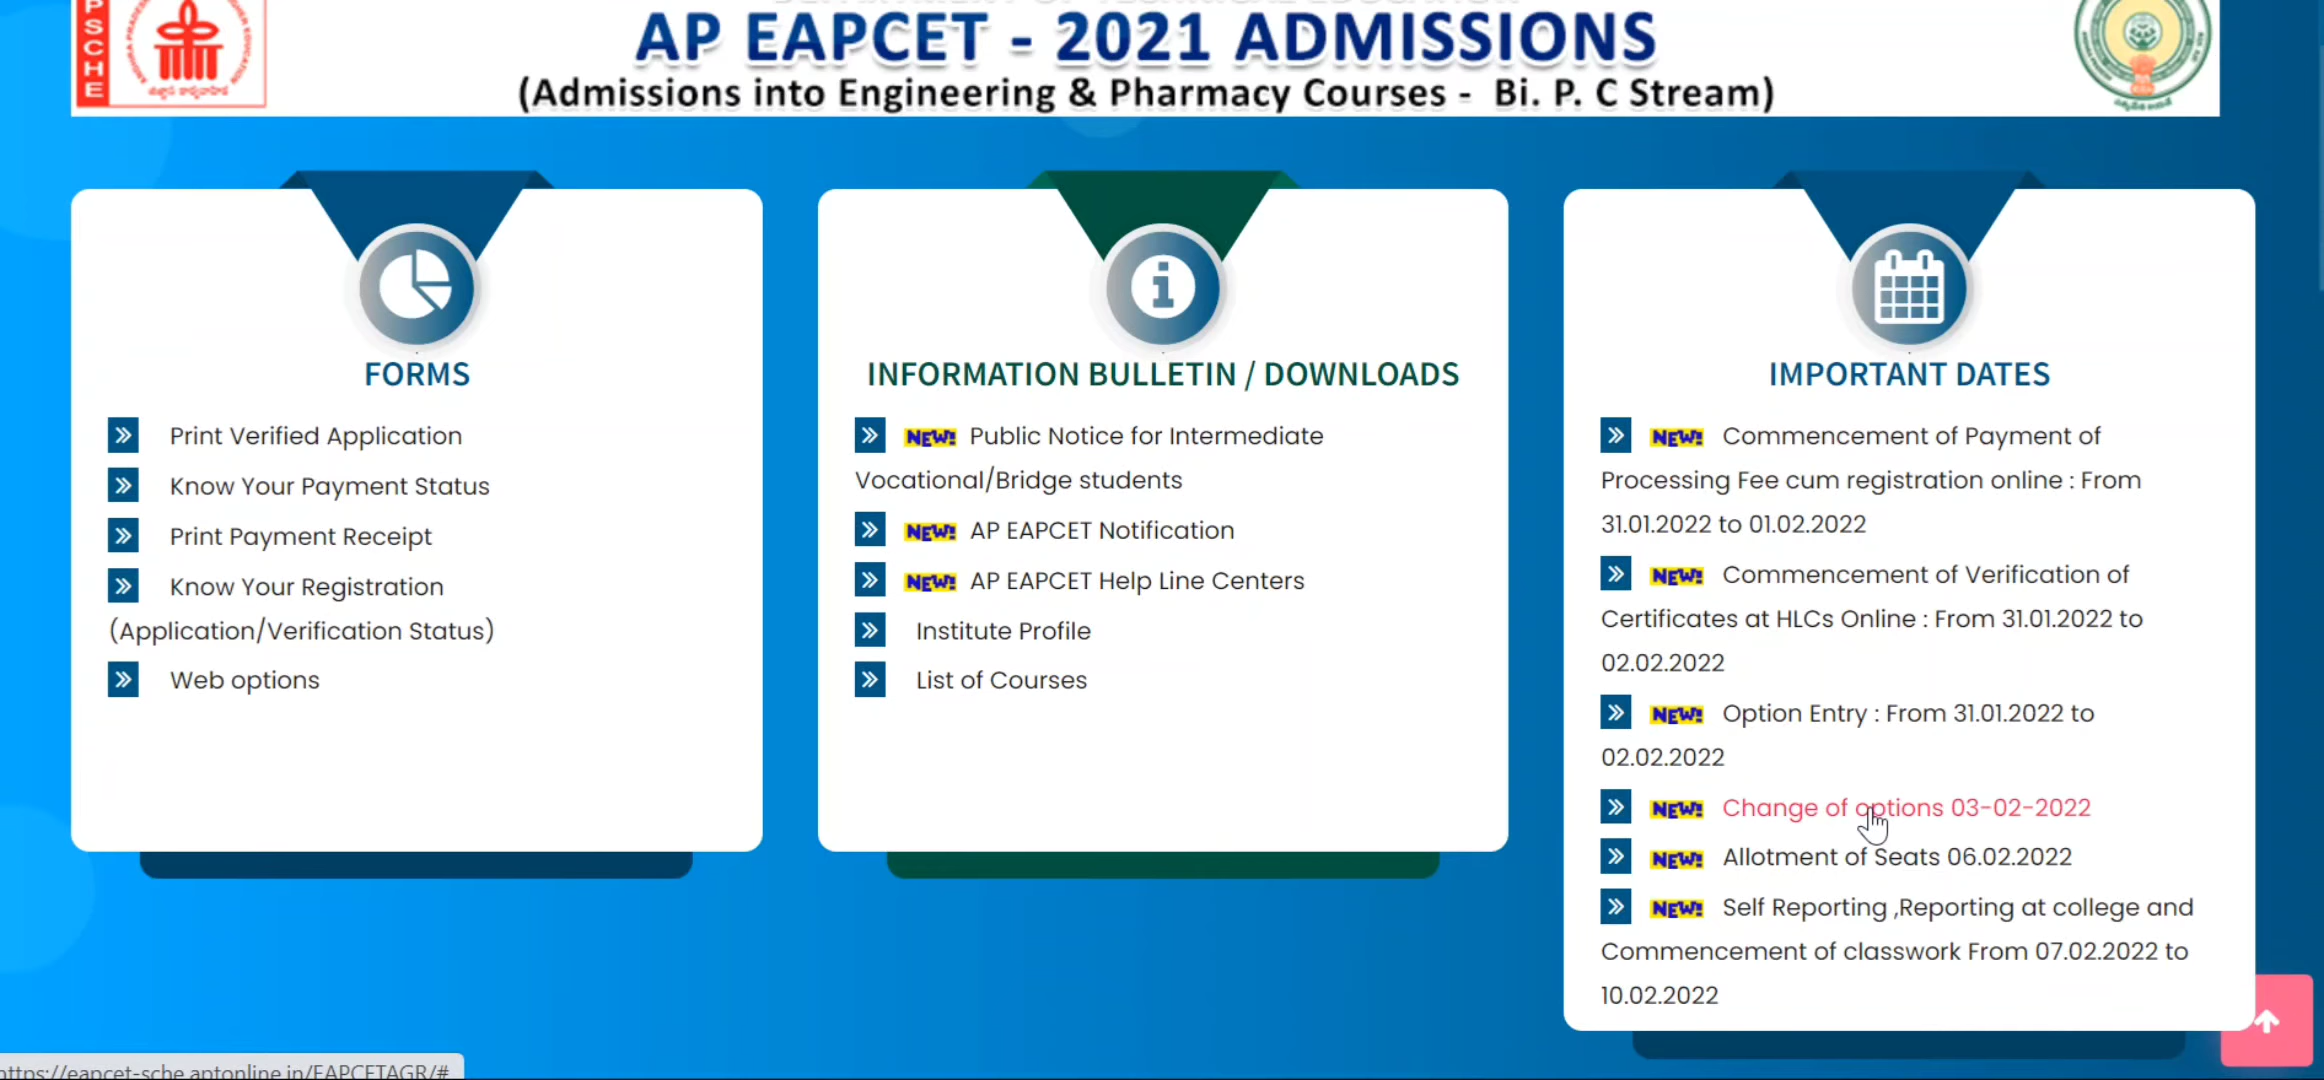 PSCHE
AP EAPCET - 2021 ADMISSIONS
(Admissions into Engineering & Pharmacy Courses - Bi. P. C Stream)
FORMS
Print Verified Application
Know Your Payment Status
Print Payment Receipt
Know Your Registration
(Application/Verification Status)
Web options
INFORMATION BULLETIN / DOWNLOADS
NEW! Public Notice for Intermediate
Vocational/Bridge students
NEW! AP EAPCET Notification
NEW! AP EAPCET Help Line Centers
Institute Profile
List of Courses
IMPORTANT DATES
NEW! Commencement of Payment of
Processing Fee cum registration online : From
31.01.2022 to 01.02.2022
NEW! Commencement of Verification of
Certificates at HLCs Online : From 31.01.2022 to
02.02.2022
NEW! Option Entry : From 31.01.2022 to
02.02.2022
NEW! Change of options 03-02-2022
NEW! Allotment of Seats 06.02.2022
NEW! Self Reporting ,Reporting at college and
Commencement of classwork From 07.02.2022 to
10.02.2022
https://eapcet-sche.aptonline.in/EAPCETAGR/#